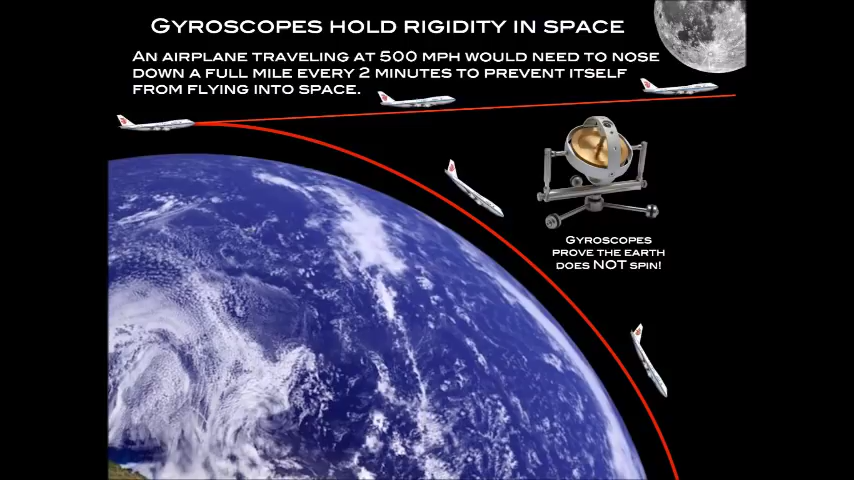 Gyroscopes hold rigidity in space
An airplane traveling at 500 mph would need to nose
down a full mile every 2 minutes to prevent itself
from flying into space.
Gyroscopes
prove the earth
does NOT spin!